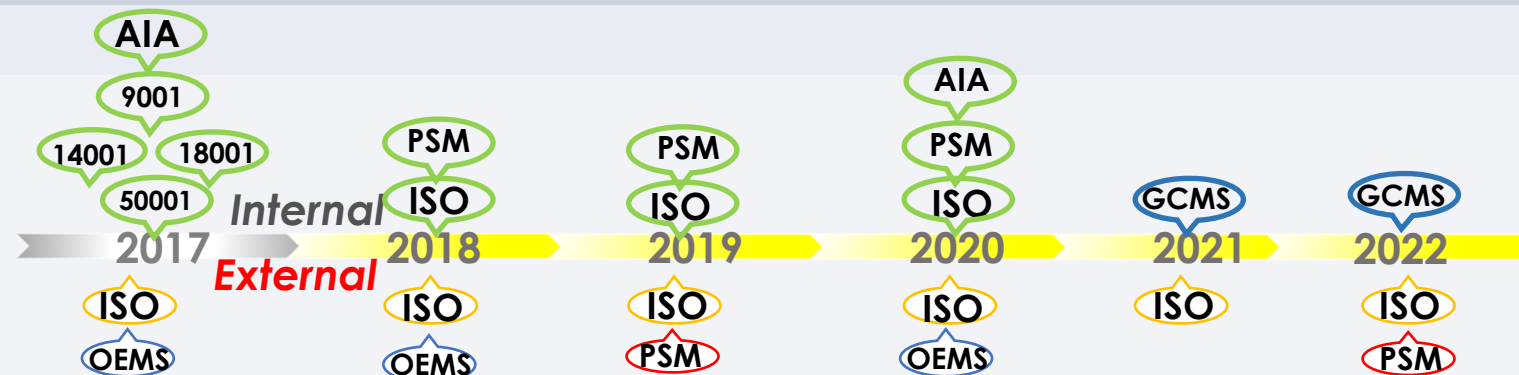 AIA
9001
14001 18001
50001
Internal
PSM
ISO
PSM
ISO
AIA
PSM
ISO
GCMS
GCMS
2017 2018 2019 2020 2021 2022
External
ISO ISO ISO ISO ISO ISO
OEMS OEMS PSM OEMS PSM